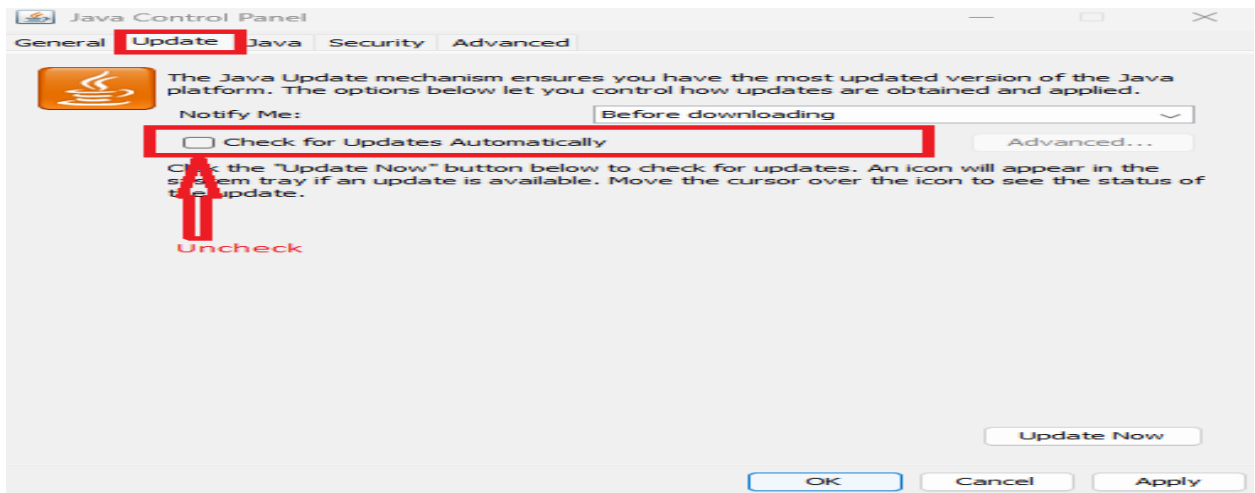 Java Control Panel
General Update Java Security Advanced
The Java Update mechanism ensures you have the most updated version of the Java
platform. The options below let you control how updates are obtained and applied.
Notify Me: Before downloading
Check for Updates Automatically Advanced...
Click the "Update Now" button below to check for updates. An icon will appear in the
system tray if an update is available. Move the cursor over the icon to see the status of
the update.
Uncheck
Update Now
OK Cancel Apply